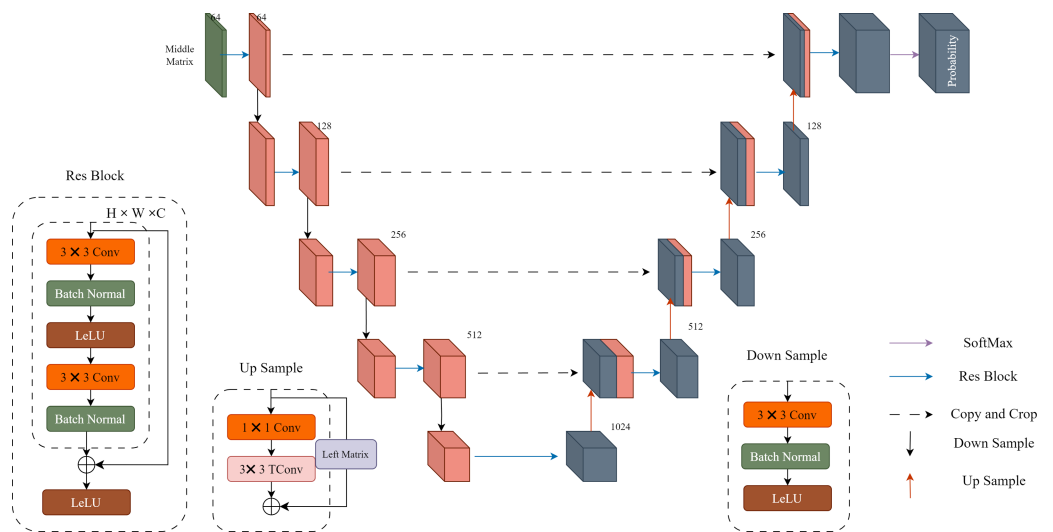 64
64
Middle
Matrix
Probability
128
128
Res Block
H × W ×C
3 × 3 Conv
Batch Normal
LeLU
3 × 3 Conv
Batch Normal
LeLU
256
256
512
512
1024
Up Sample
1 × 1 Conv
3× 3 TConv
Left Matrix
Down Sample
3 × 3 Conv
Batch Normal
LeLU
SoftMax
Res Block
Copy and Crop
Down Sample
Up Sample